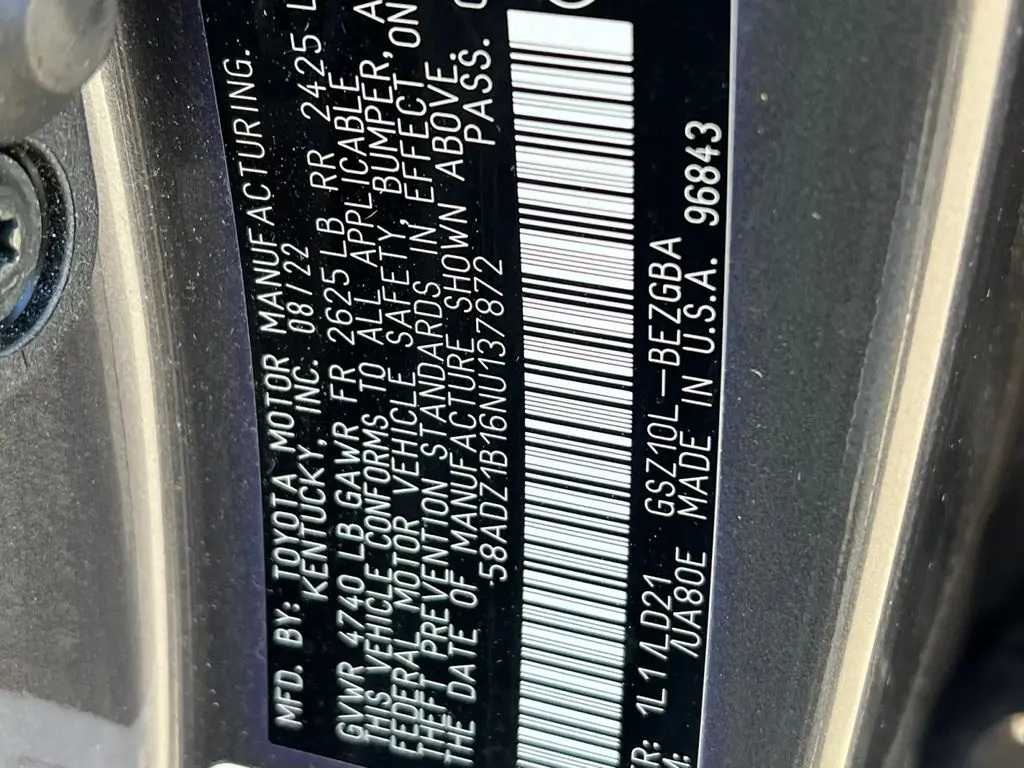 MFD. BY: TOYOTA MOTOR MANUFACTURING.
KENTUCKY, INC. 08/22
GVWR 4740 LB GAWR FR 2625 LB RR 2425 L
THIS VEHICLE CONFORMS TO ALL APPLICABLE
FEDERAL MOTOR VEHICLE SAFETY, BUMPER, A
THEFT PREVENTION STANDARDS IN EFFECT ON
THE DATE OF MANUFACTURE SHOWN ABOVE.
58ADZ1B16NU137872 PASS.
R: 1L1 4LD21 GSZ10L-BEZGBA
M: UA80E MADE IN U.S.A. 96843